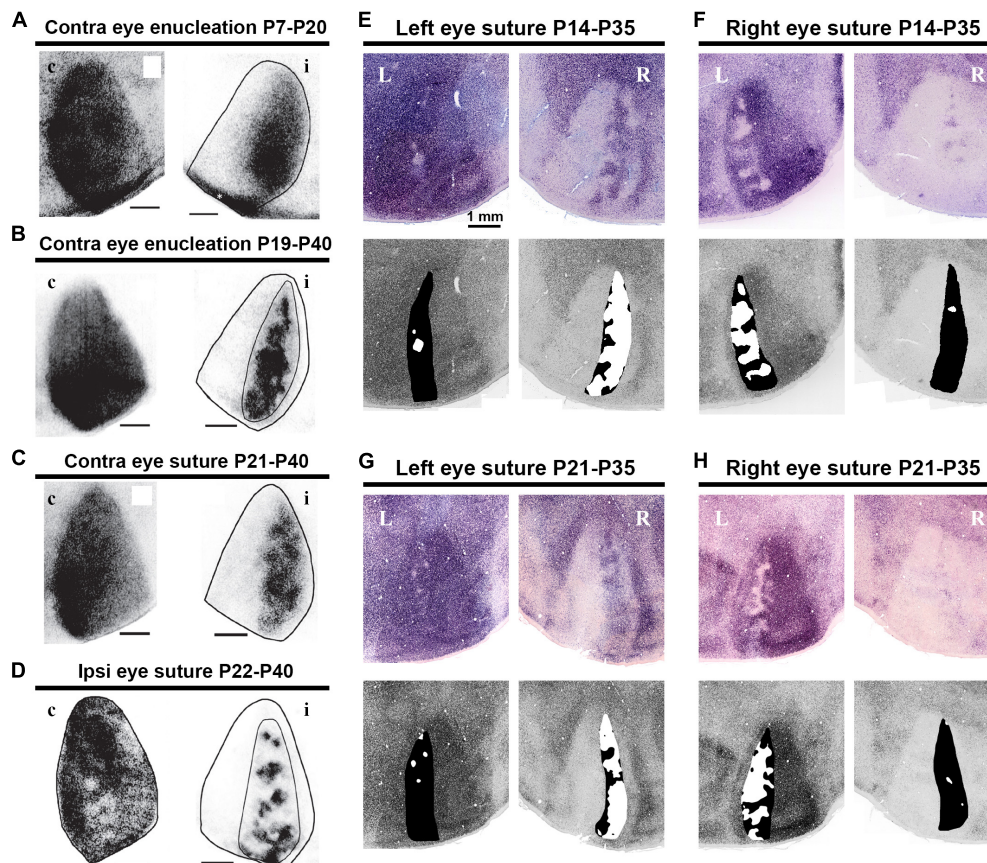 A
Contra eye enucleation P7-P20
c
i
*
B
Contra eye enucleation P19-P40
c
i
C
Contra eye suture P21-P40
c
i
D
Ipsi eye suture P22-P40
c
i
E
Left eye suture P14-P35
L
R
1 mm
F
Right eye suture P14-P35
L
R
G
Left eye suture P21-P35
L
R
H
Right eye suture P21-P35
L
R